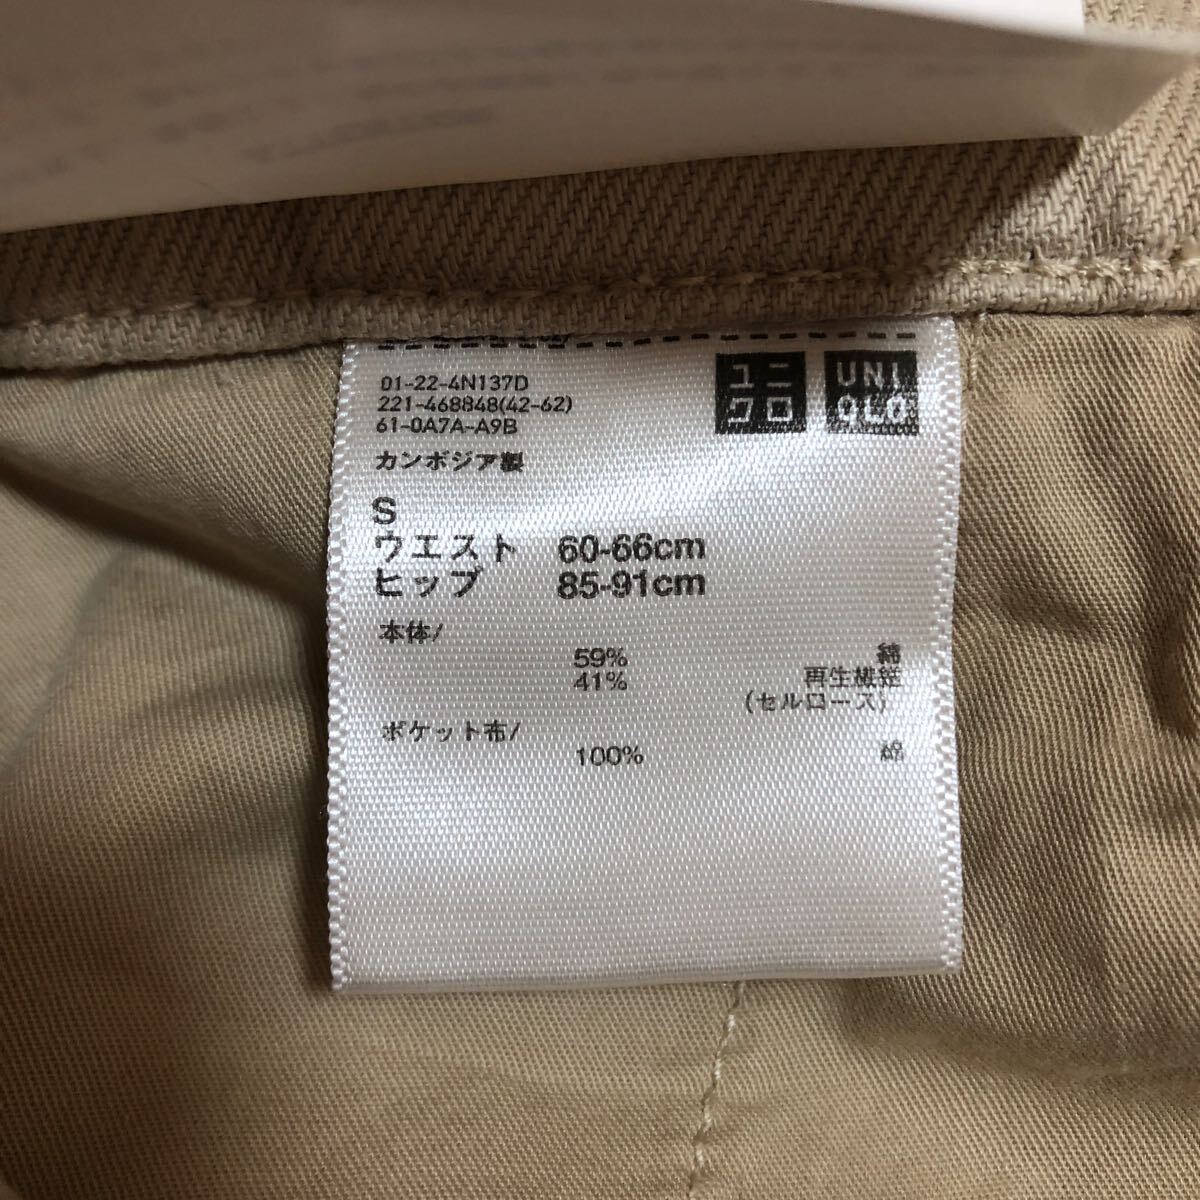 01-22-4N137D
221-468848(42-62)
61-0A7A-A9B
カンボジア製
ユニ
クロ
UNI
QLO
S
ウエスト 60-66cm
ヒップ 85-91cm
本体/
59% 綿
41% 再生繊維
(セルロース)
ポケット布/
100% 綿